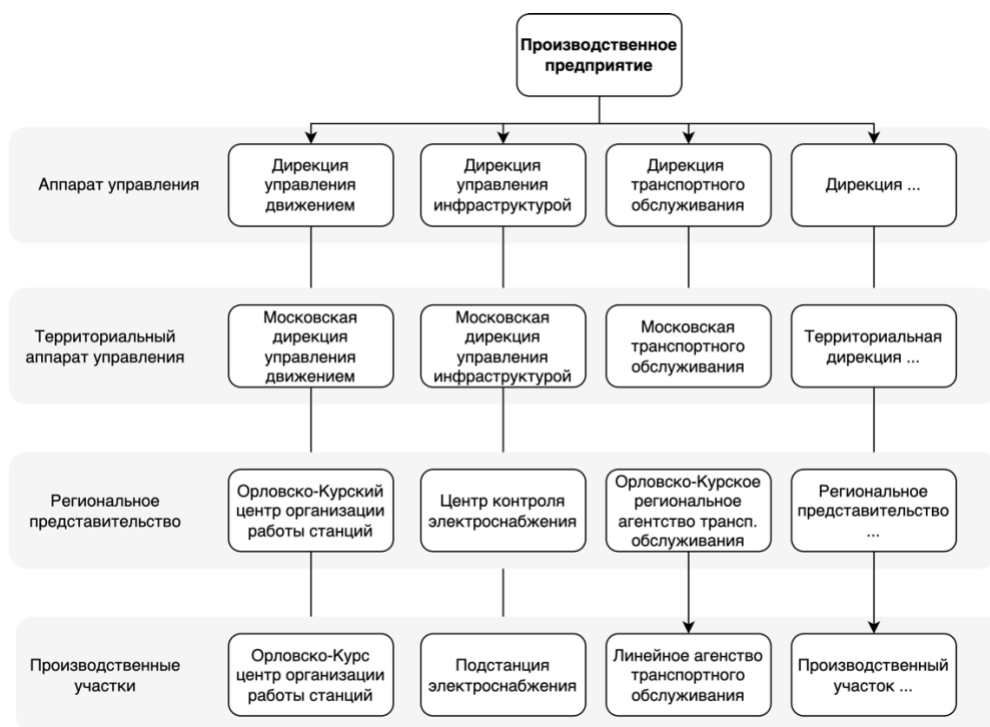 Производственное
предприятие
Аппарат управления
Дирекция
управления
движением
Дирекция
управления
инфраструктурой
Дирекция
транспортного
обслуживания
Дирекция ...
Территориальный
аппарат управления
Московская
дирекция
управления
движением
Московская
дирекция
управления
инфраструктурой
Московская
транспортного
обслуживания
Территориальная
дирекция ...
Региональное
представительство
Орловско-Курский
центр организации
работы станций
Центр контроля
электроснабжения
Орловско-Курское
региональное
агентство трансп.
обслуживания
Региональное
представительство
...
Производственные
участки
Орловско-Курс
центр организации
работы станций
Подстанция
электроснабжения
Линейное агенство
транспортного
обслуживания
Производственный
участок ...